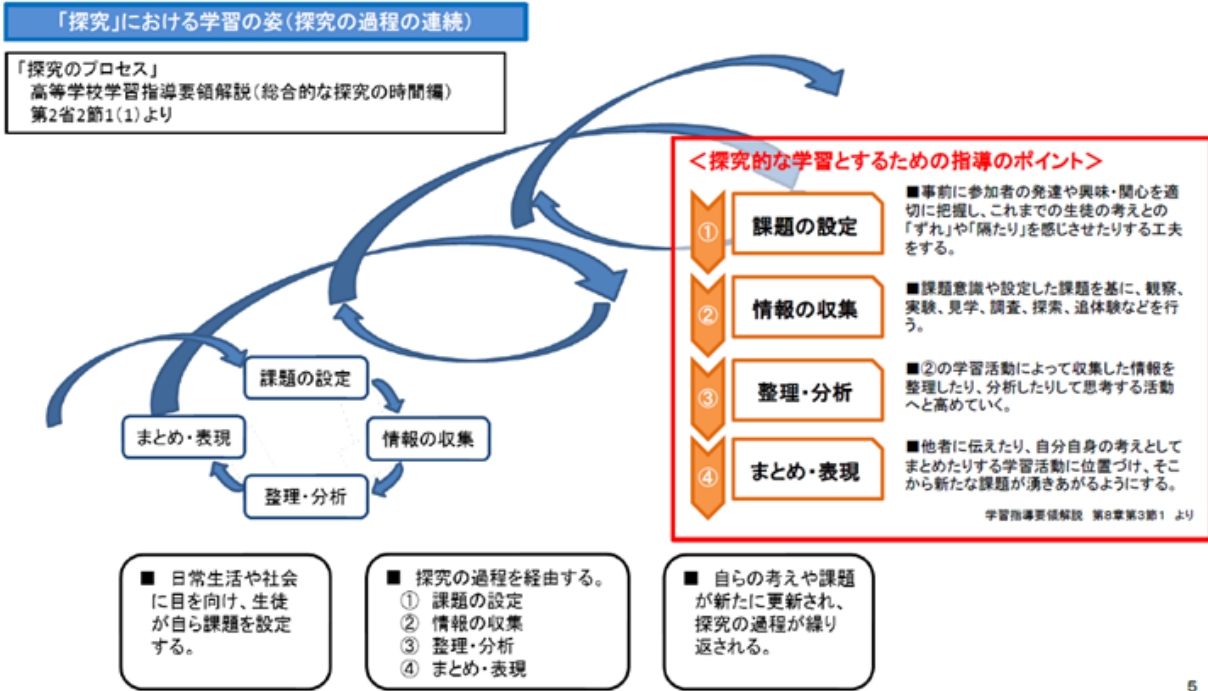 「探究」における学習の姿(探究の過程の連続)
「探究のプロセス」
高等学校学習指導要領解説(総合的な探究の時間編)
第2省2節1(1)より
課題の設定
情報の収集
整理・分析
まとめ・表現
<探究的な学習とするための指導のポイント>
①
課題の設定
■事前に参加者の発達や興味・関心を適
切に把握し、これまでの生徒の考えとの
「ずれ」や「隔たり」を感じさせたりする工夫
をする。
②
情報の収集
■課題意識や設定した課題を基に、観察、
実験、見学、調査、探索、追体験などを行
う。
③
整理・分析
■②の学習活動によって収集した情報を
整理したり、分析したりして思考する活動
へと高めていく。
④
まとめ・表現
■他者に伝えたり、自分自身の考えとして
まとめたりする学習活動に位置づけ、そこ
から新たな課題が湧きあがるようにする。
学習指導要領解説 第8章第3節1 より
■ 日常生活や社会
に目を向け、生徒
が自ら課題を設定
する。
■ 探究の過程を経由する。
① 課題の設定
② 情報の収集
③ 整理・分析
④ まとめ・表現
■ 自らの考えや課題
が新たに更新され、
探究の過程が繰り
返される。
5